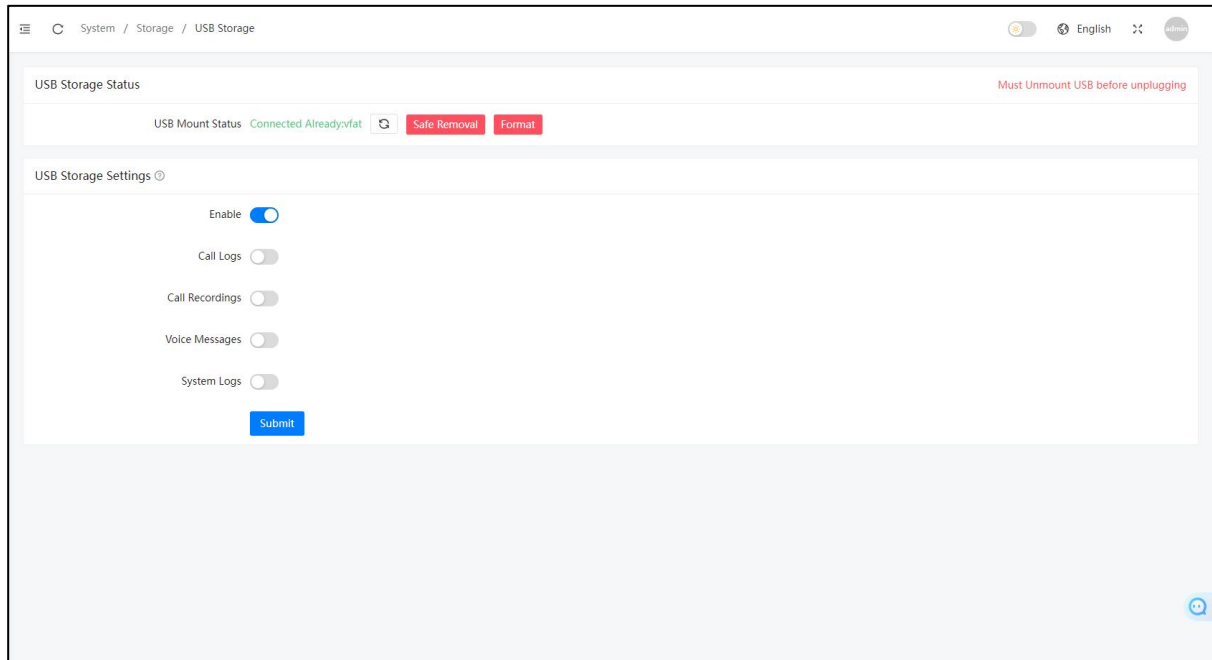 System / Storage / USB Storage
English
admin
USB Storage Status
Must Unmount USB before unplugging
USB Mount Status Connected Already:vfat Safe Removal Format
USB Storage Settings
Enable
Call Logs
Call Recordings
Voice Messages
System Logs
Submit